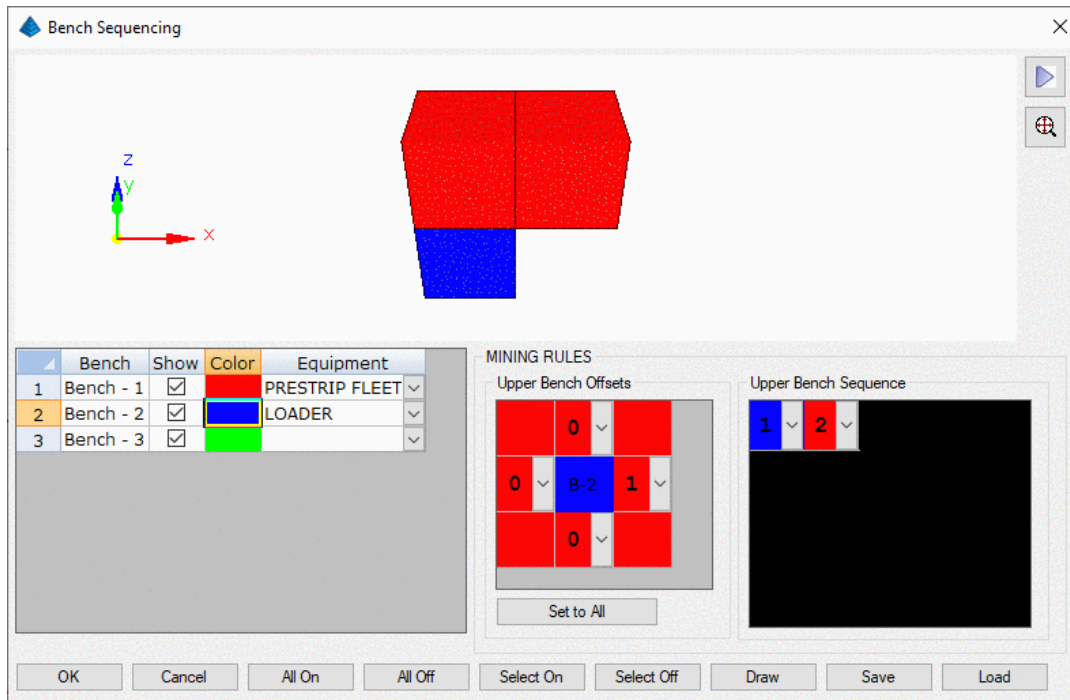 Bench Sequencing
z
y
x
Bench Show Color Equipment
1 Bench - 1 PRESTRIP FLEET
2 Bench - 2 LOADER
3 Bench - 3
MINING RULES
Upper Bench Offsets
0
0 B-2 1
0
Set to All
Upper Bench Sequence
1 2
OK Cancel All On All Off Select On Select Off Draw Save Load